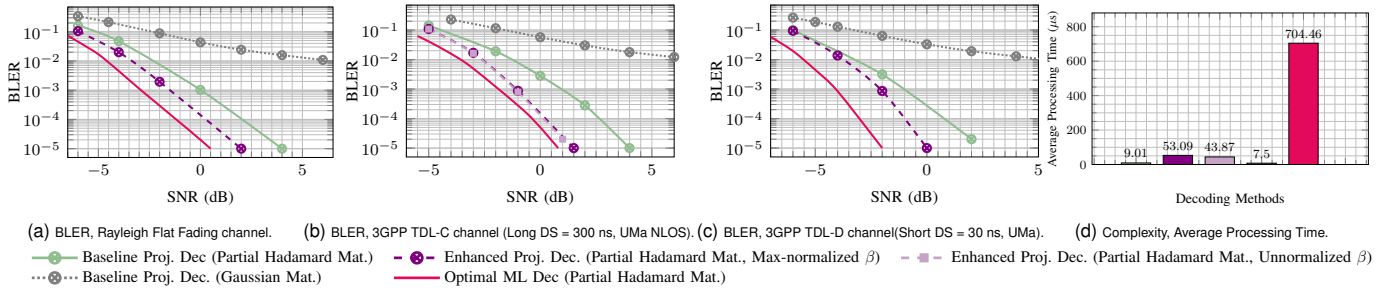 10⁻¹
10⁻²
10⁻³
10⁻⁴
10⁻⁵
BLER
−5 0 5
SNR (dB)
10⁻¹
10⁻²
10⁻³
10⁻⁴
10⁻⁵
BLER
−5 0 5
SNR (dB)
10⁻¹
10⁻²
10⁻³
10⁻⁴
10⁻⁵
BLER
−5 0 5
SNR (dB)
Average Processing Time (μs)
800
600
400
200
0
9.01 53.09 43.87 7.5 704.46
Decoding Methods
(a) BLER, Rayleigh Flat Fading channel.
(b) BLER, 3GPP TDL-C channel (Long DS = 300 ns, UMa NLOS).
(c) BLER, 3GPP TDL-D channel(Short DS = 30 ns, UMa).
(d) Complexity, Average Processing Time.
Baseline Proj. Dec (Partial Hadamard Mat.)
Enhanced Proj. Dec. (Partial Hadamard Mat., Max-normalized β)
Enhanced Proj. Dec. (Partial Hadamard Mat., Unnormalized β)
Baseline Proj. Dec (Gaussian Mat.)
Optimal ML Dec (Partial Hadamard Mat.)